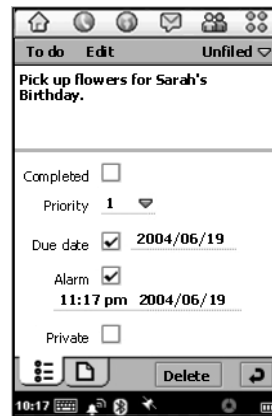 To do Edit Unfiled
Pick up flowers for Sarah's
Birthday.
Completed
Priority 1
Due date 2004/06/19
Alarm
11:17 pm 2004/06/19
Private
Delete
10:17